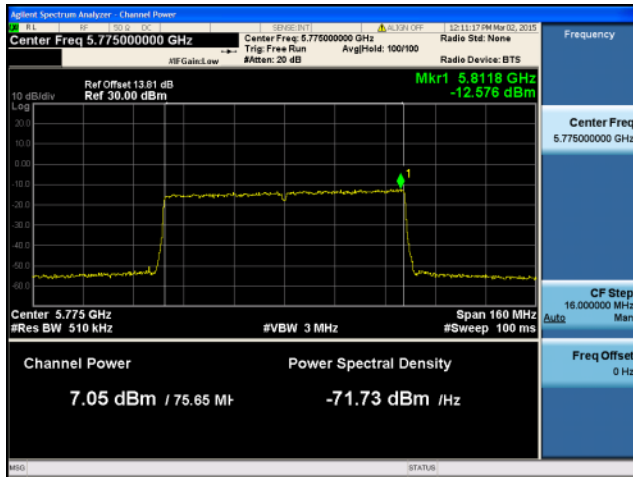 Agilent Spectrum Analyzer - Channel Power
RL RF 50 Ω DC SENSE:INT ALIGN OFF 12:11:17 PM Mar 02, 2015
Center Freq 5.775000000 GHz
Center Freq: 5.775000000 GHz Radio Std: None
Trig: Free Run Avg|Hold: 100/100
#IFGain:Low #Atten: 20 dB Radio Device: BTS
Frequency
Mkr1 5.8118 GHz
-12.576 dBm
Ref Offset 13.81 dB
10 dB/div Ref 30.00 dBm
Log
20.0
10.0
0.00
-10.0
-20.0
-30.0
-40.0
-50.0
-60.0
1
Center Freq
5.775000000 GHz
Center 5.775 GHz Span 160 MHz
#Res BW 510 kHz #VBW 3 MHz #Sweep 100 ms
CF Step
16.000000 MHz
Auto Man
Channel Power Power Spectral Density
7.05 dBm / 75.65 MH -71.73 dBm /Hz
Freq Offset
0 Hz
MSG STATUS